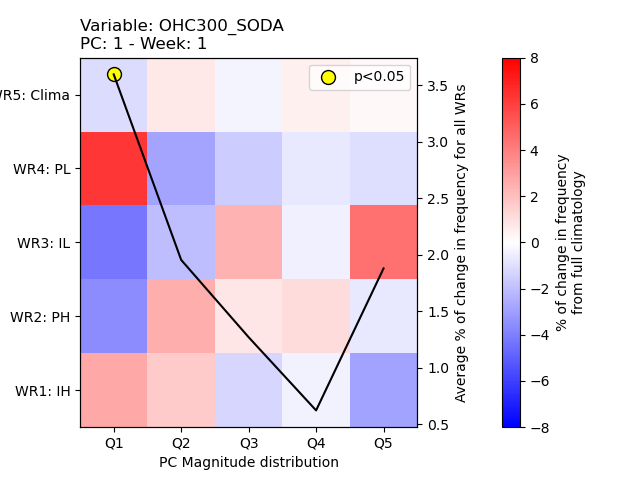 Variable: OHC300_SODA
PC: 1 - Week: 1
p<0.05
WR5: Clima
WR4: PL
WR3: IL
WR2: PH
WR1: IH
Q1 Q2 Q3 Q4 Q5
PC Magnitude distribution
3.5
3.0
2.5
2.0
1.5
1.0
0.5
Average % of change in frequency for all WRs
8
6
4
2
0
−2
−4
−6
−8
% of change in frequency
from full climatology